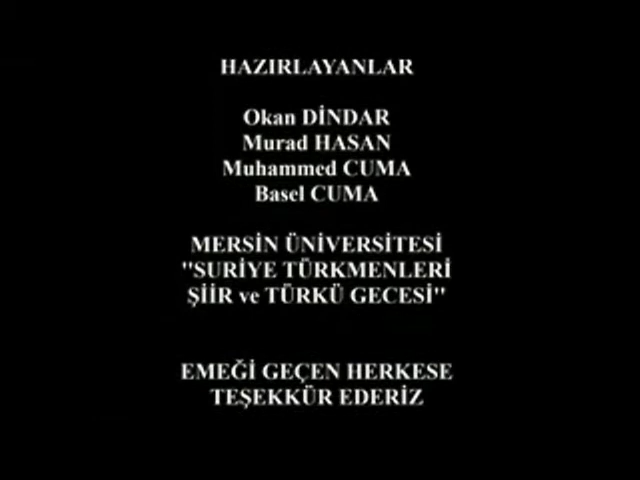 HAZIRLAYANLAR
Okan DİNDAR
Murad HASAN
Muhammed CUMA
Basel CUMA
MERSİN ÜNİVERSİTESİ
"SURİYE TÜRKMENLERİ
ŞİİR ve TÜRKÜ GECESİ"
EMEĞİ GEÇEN HERKESE
TEŞEKKÜR EDERİZ